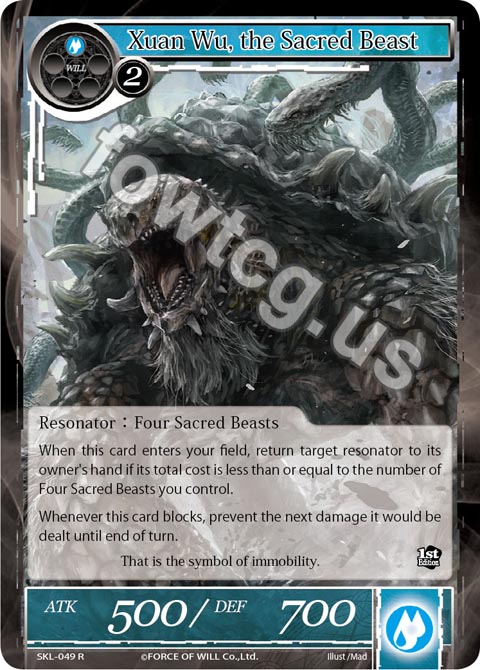 Xuan Wu, the Sacred Beast
WILL
2
fowtcg.us
Resonator : Four Sacred Beasts
When this card enters your field, return target resonator to its
owner's hand if its total cost is less than or equal to the number of
Four Sacred Beasts you control.
Whenever this card blocks, prevent the next damage it would be
dealt until end of turn.
That is the symbol of immobility.
1st
Edition
ATK 500/ DEF 700
SKL-049 R ©FORCE OF WILL Co.,Ltd. Illust/Mad